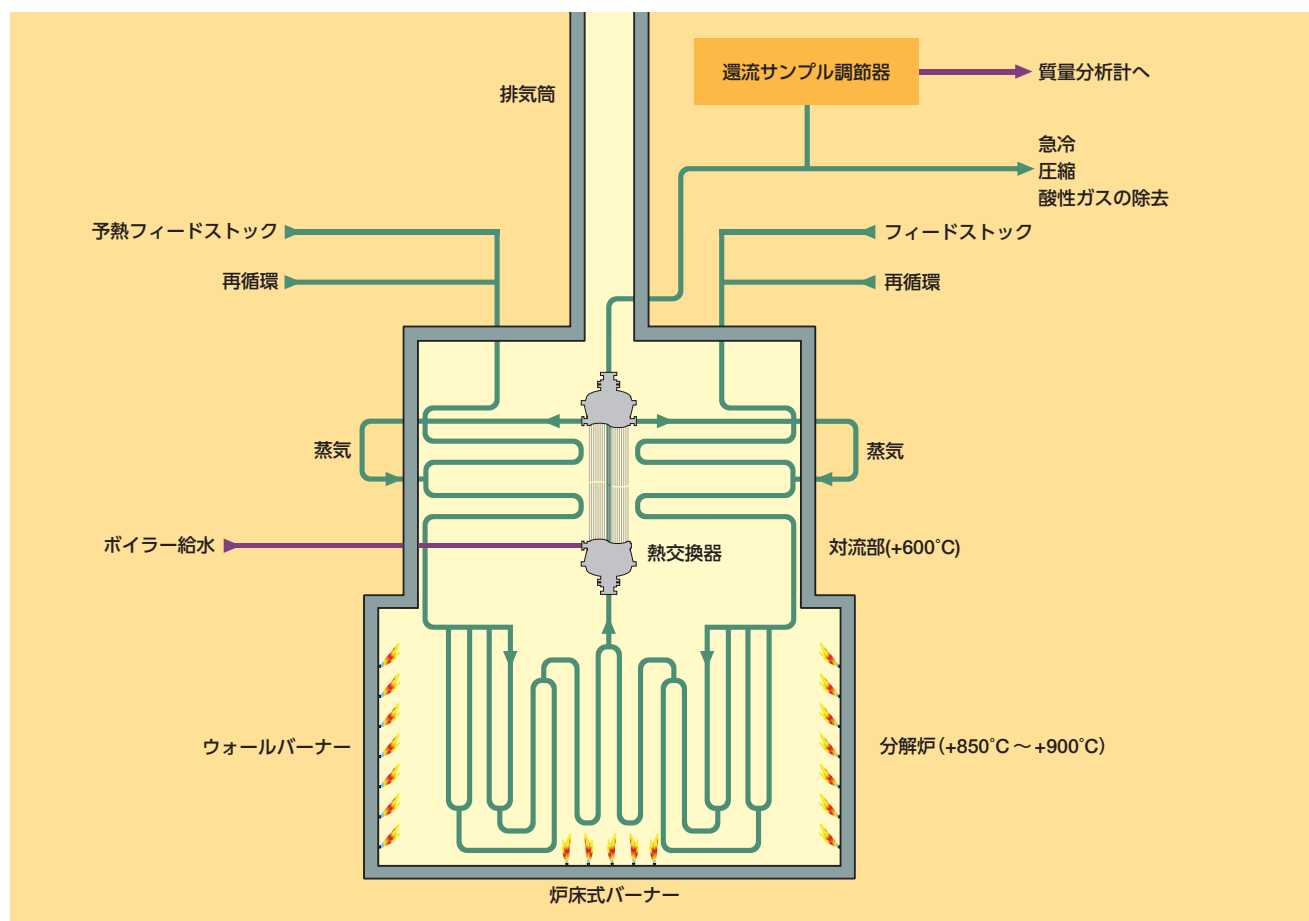 還流サンプル調節器
質量分析計へ
排気筒
急冷
圧縮
酸性ガスの除去
予熱フィードストック
フィードストック
再循環
再循環
蒸気
蒸気
ボイラー給水
熱交換器
対流部(+600˚C)
ウォールバーナー
分解炉(+850˚C ～ +900˚C)
炉床式バーナー